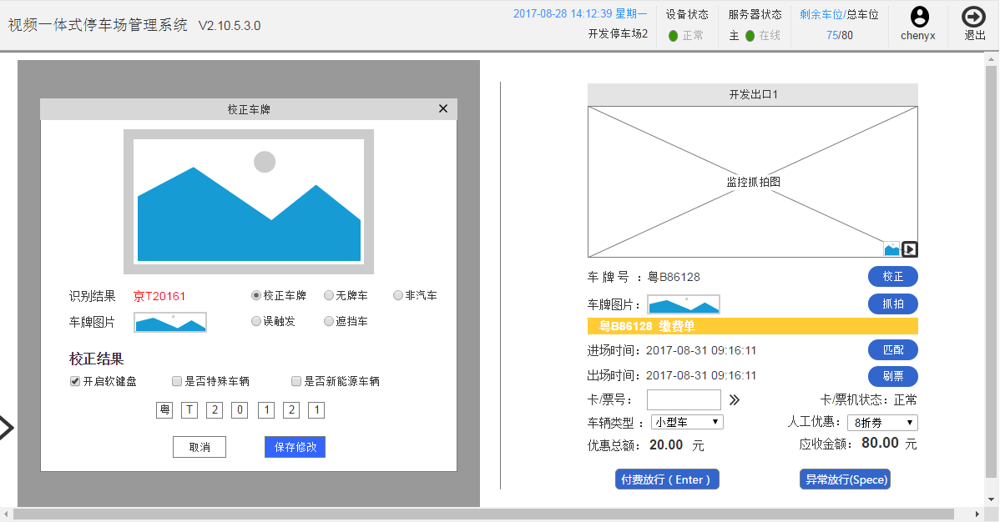 视频一体式停车场管理系统 V2.10.5.3.0
2017-08-28 14:12:39 星期一
开发停车场2
设备状态
正常
服务器状态
主 在线
剩余车位/总车位
75/80
chenyx
退出
校正车牌
识别结果 京T20161
校正车牌 无牌车 非汽车
车牌图片
误触发 遮挡车
校正结果
开启软键盘 是否特殊车辆 是否新能源车辆
粤 T 2 0 1 2 1
取消 保存修改
开发出口1
监控抓拍图
车 牌 号 ：粤B86128 校正
车牌图片： 抓拍
粤B86128 缴费单
进场时间：2017-08-31 09:16:11 匹配
出场时间：2017-08-31 09:16:11 刷票
卡/票号： 卡/票机状态：正常
车辆类型： 小型车 人工优惠： 8折券
优惠总额： 20.00 元 应收金额： 80.00 元
付费放行（Enter） 异常放行(Spece)